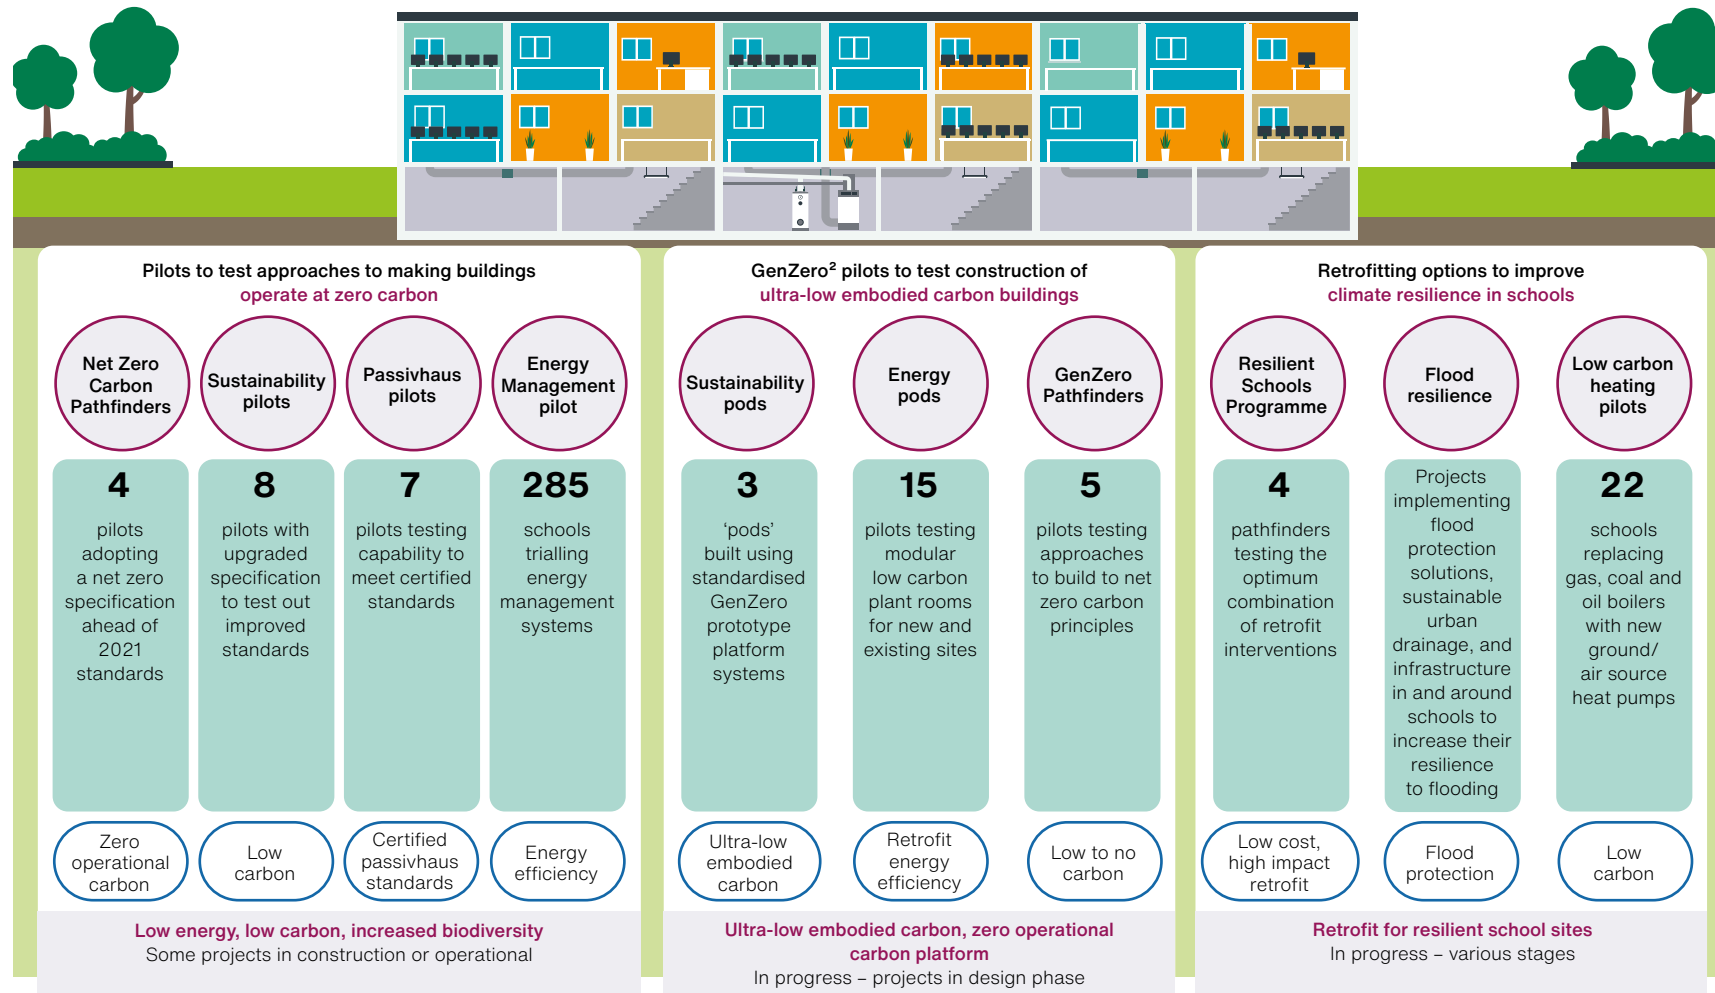 Pilots to test approaches to making buildings
operate at zero carbon
Net Zero
Carbon
Pathfinders
Sustainability
pilots
Passivhaus
pilots
Energy
Management
pilot
4
pilots
adopting
a net zero
specification
ahead of
2021
standards
8
pilots with
upgraded
specification
to test out
improved
standards
7
pilots testing
capability to
meet certified
standards
285
schools
trialling
energy
management
systems
Zero
operational
carbon
Low
carbon
Certified
passivhaus
standards
Energy
efficiency
Low energy, low carbon, increased biodiversity
Some projects in construction or operational
GenZero² pilots to test construction of
ultra-low embodied carbon buildings
Sustainability
pods
Energy
pods
GenZero
Pathfinders
3
‘pods’
built using
standardised
GenZero
prototype
platform
systems
15
pilots testing
modular
low carbon
plant rooms
for new and
existing sites
5
pilots testing
approaches
to build to net
zero carbon
principles
Ultra-low
embodied
carbon
Retrofit
energy
efficiency
Low to no
carbon
Ultra-low embodied carbon, zero operational
carbon platform
In progress – projects in design phase
Retrofitting options to improve
climate resilience in schools
Resilient
Schools
Programme
Flood
resilience
Low carbon
heating
pilots
4
pathfinders
testing the
optimum
combination
of retrofit
interventions
Projects
implementing
flood
protection
solutions,
sustainable
urban
drainage, and
infrastructure
in and around
schools to
increase their
resilience
to flooding
22
schools
replacing
gas, coal and
oil boilers
with new
ground/
air source
heat pumps
Low cost,
high impact
retrofit
Flood
protection
Low
carbon
Retrofit for resilient school sites
In progress – various stages